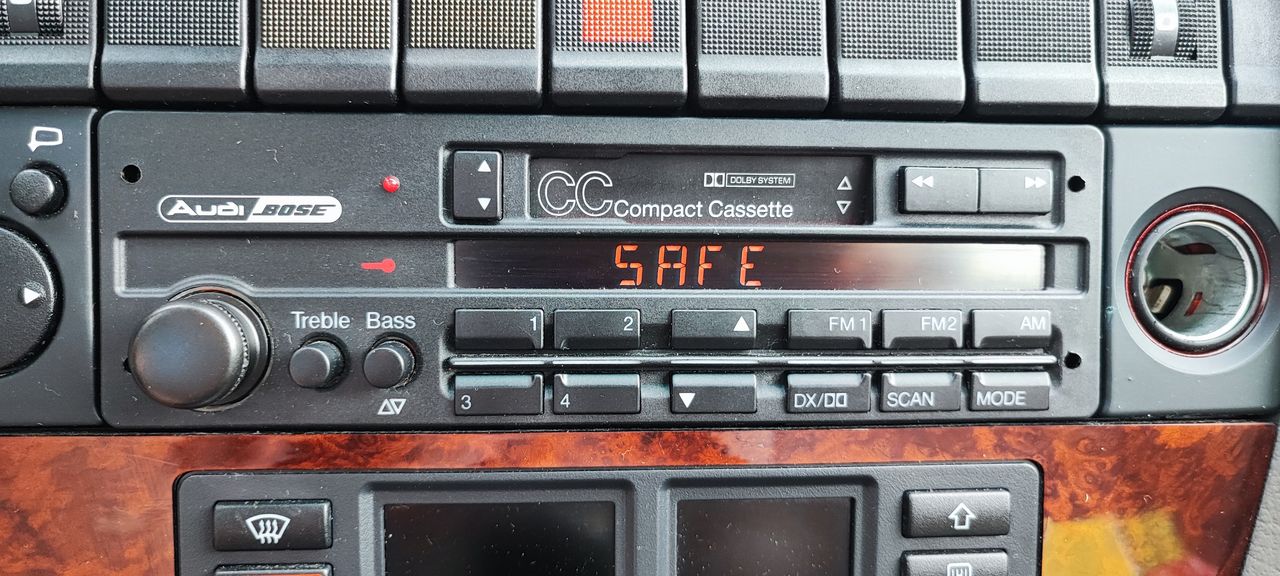 Audi BOSE
CC Compact Cassette
DOLBY SYSTEM
SAFE
Treble Bass
1 2 FM1 FM2 AM
3 4 DX/ SCAN MODE